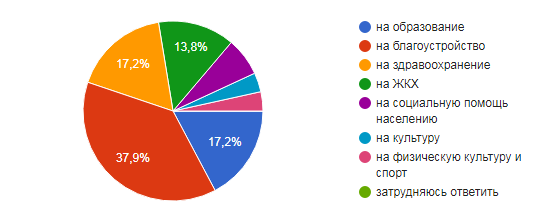 13,8%
17,2%
37,9%
17,2%
на образование
на благоустройство
на здравоохранение
на ЖКХ
на социальную помощь
населению
на культуру
на физическую культуру и
спорт
затрудняюсь ответить